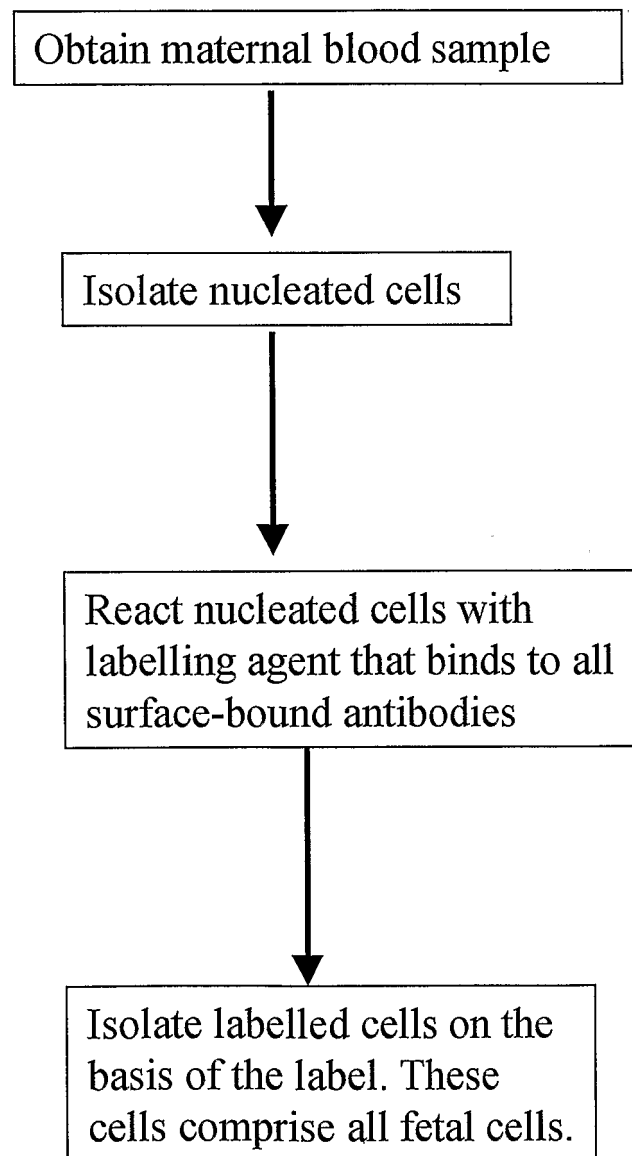 Obtain maternal blood sample
Isolate nucleated cells
React nucleated cells with
labelling agent that binds to all
surface-bound antibodies
Isolate labelled cells on the
basis of the label. These
cells comprise all fetal cells.